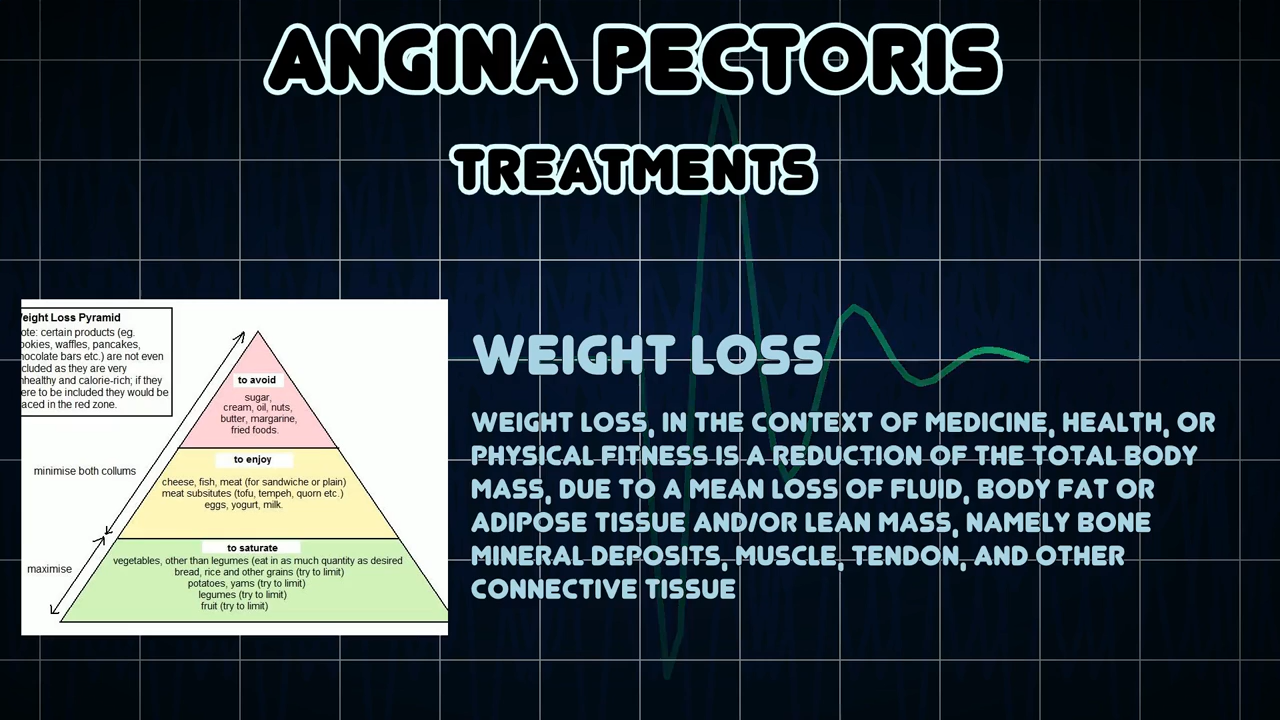 ANGINA PECTORIS
TREATMENTS
Weight Loss Pyramid
certain products (eg.
waffles, pancakes,
bars etc.) are not even
as they are very
and calorie-rich; if they
to be included they would be
in the red zone.
to avoid
sugar,
cream, oil, nuts,
butter, margarine,
fried foods.
minimise both collums
to enjoy
cheese, fish, meat (for sandwiche or plain)
meat subsitutes (tofu, tempeh, quorn etc.)
eggs, yogurt, milk.
maximise
to saturate
vegetables, other than legumes (eat in as much quantity as desired
bread, rice and other grains (try to limit)
potatoes, yams (try to limit)
legumes (try to limit)
fruit (try to limit)
WEIGHT LOSS
WEIGHT LOSS, IN THE CONTEXT OF MEDICINE, HEALTH, OR
PHYSICAL FITNESS IS A REDUCTION OF THE TOTAL BODY
MASS, DUE TO A MEAN LOSS OF FLUID, BODY FAT OR
ADIPOSE TISSUE AND/OR LEAN MASS, NAMELY BONE
MINERAL DEPOSITS, MUSCLE, TENDON, AND OTHER
CONNECTIVE TISSUE